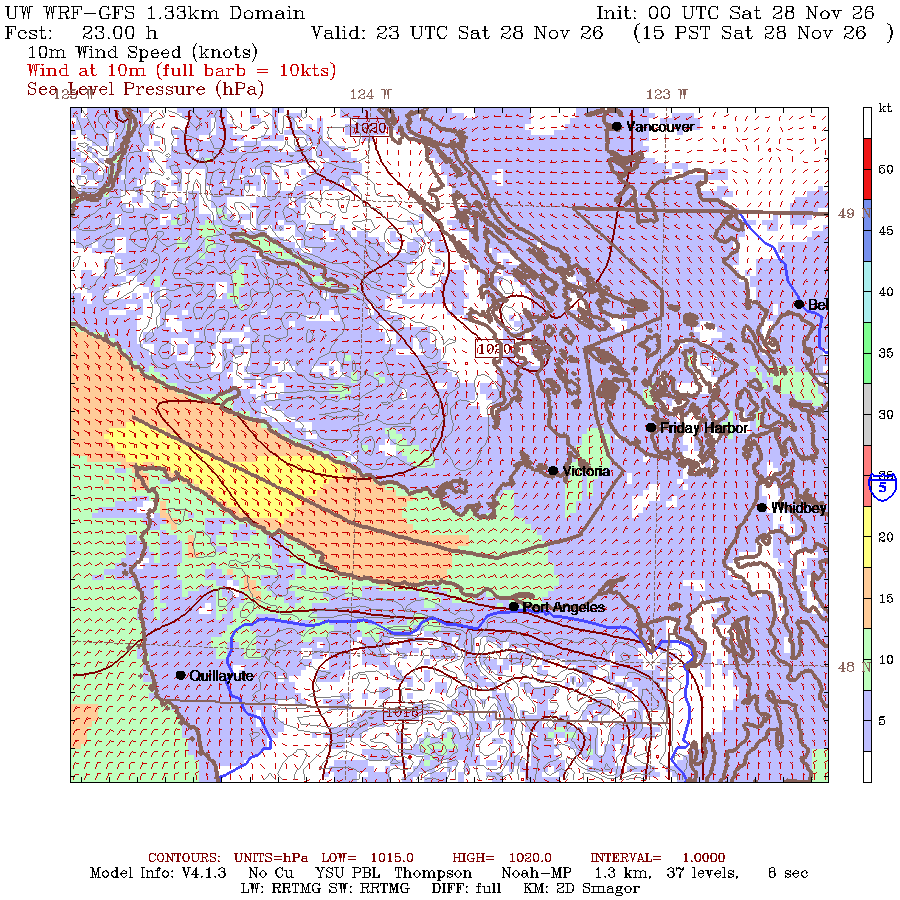 UW WRF-GFS 1.33km Domain Init: 00 UTC Sat 28 Nov 26
Fcst: 23.00 h Valid: 23 UTC Sat 28 Nov 26 (15 PST Sat 28 Nov 26 )
10m Wind Speed (knots)
Wind at 10m (full barb = 10kts)
Sea Level Pressure (hPa)
125 W 124 W 123 W
kt
1020
Vancouver
60
49 N
45
40
Bel
35
1020
30
Friday Harbor
Victoria
25
5
Whidbey
20
15
Port Angeles
10
48 N
Quillayute
1016
5
CONTOURS: UNITS=hPa LOW= 1015.0 HIGH= 1020.0 INTERVAL= 1.0000
Model Info: V4.1.3 No Cu YSU PBL Thompson Noah-MP 1.3 km, 37 levels, 8 sec
LW: RRTMG SW: RRTMG DIFF: full KM: 2D Smagor